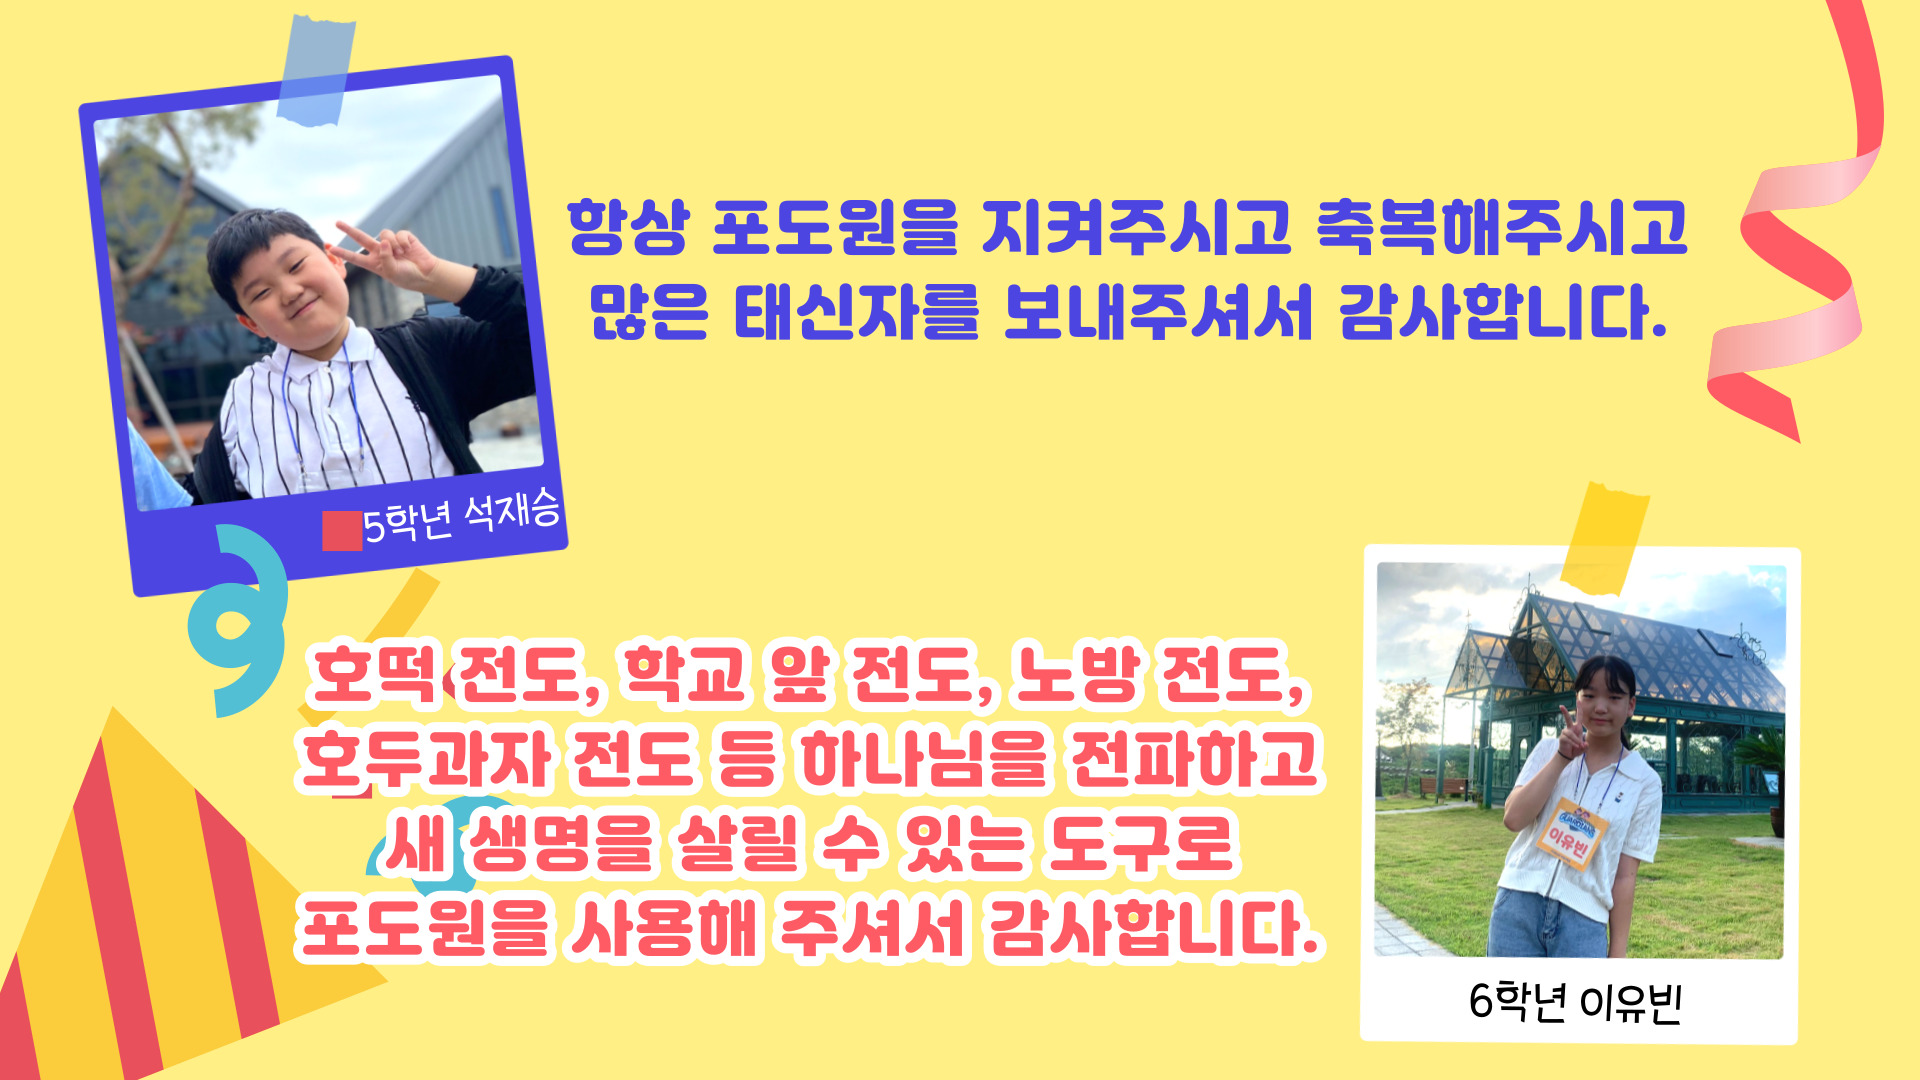 항상 포도원을 지켜주시고 축복해주시고
많은 태신자를 보내주셔서 감사합니다.
5학년 석재승
호떡 전도, 학교 앞 전도, 노방 전도,
호두과자 전도 등 하나님을 전파하고
새 생명을 살릴 수 있는 도구로
포도원을 사용해 주셔서 감사합니다.
이유빈
6학년 이유빈